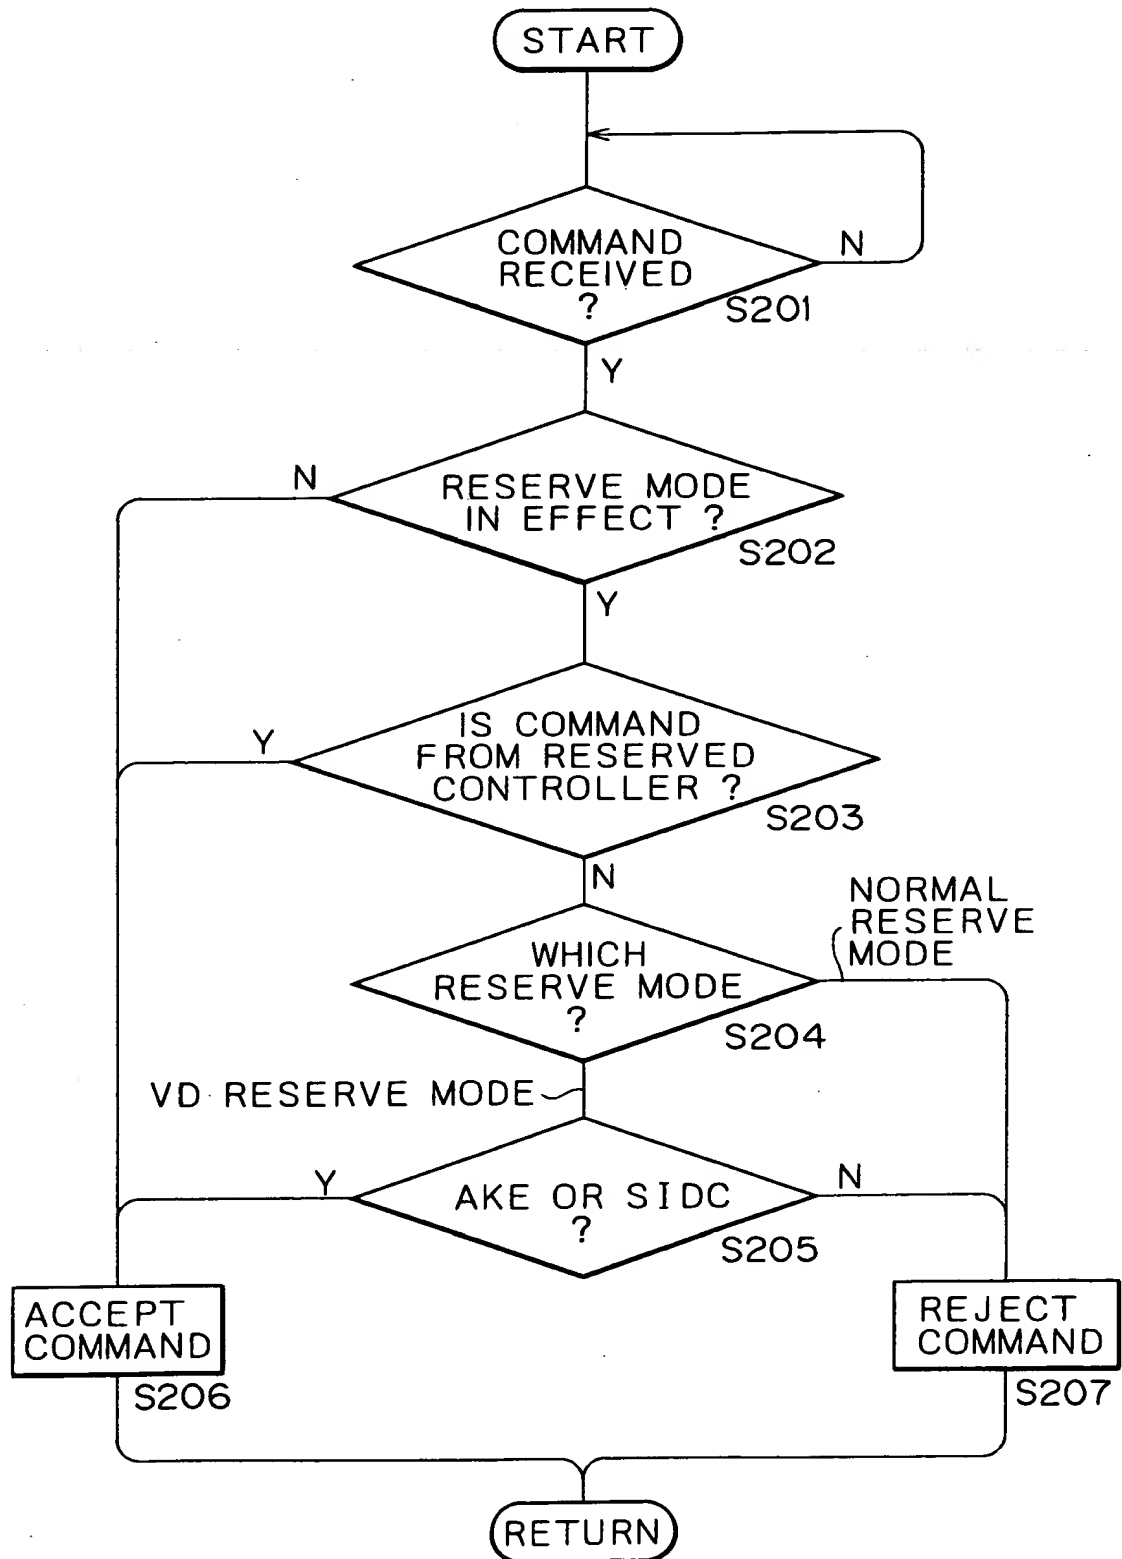 START
COMMAND
RECEIVED
?
N
S201
Y
N
RESERVE MODE
IN EFFECT ?
S202
Y
Y
IS COMMAND
FROM RESERVED
CONTROLLER ?
S203
N
NORMAL
RESERVE
MODE
WHICH
RESERVE MODE
?
S204
VD RESERVE MODE
Y
AKE OR SIDC
?
N
S205
ACCEPT
COMMAND
S206
REJECT
COMMAND
S207
RETURN